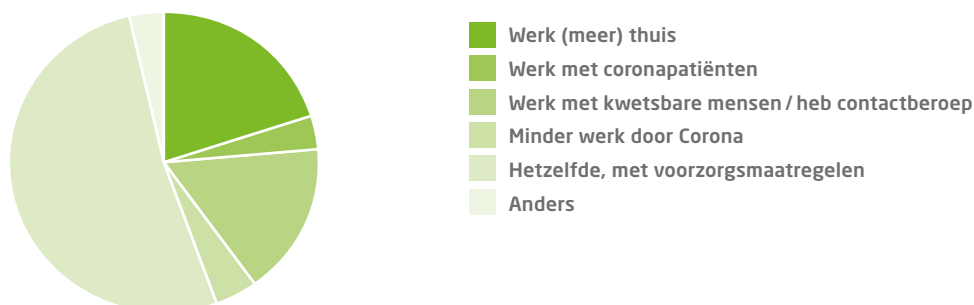 Werk (meer) thuis
Werk met coronapatiënten
Werk met kwetsbare mensen / heb contactberoep
Minder werk door Corona
Hetzelfde, met voorzorgsmaatregelen
Anders